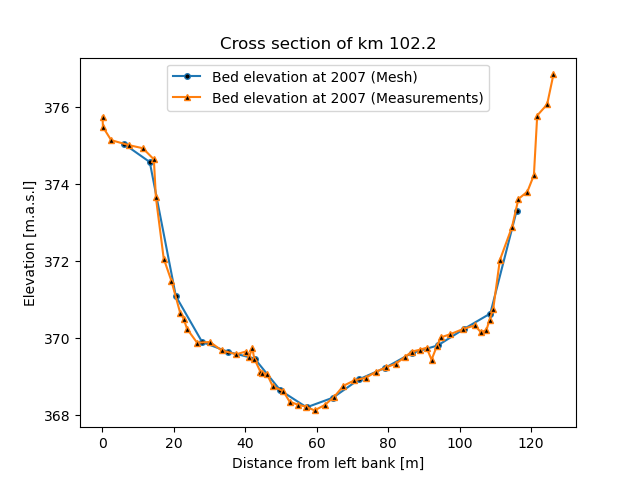 Cross section of km 102.2
Bed elevation at 2007 (Mesh)
Bed elevation at 2007 (Measurements)
Elevation [m.a.s.l]
376
374
372
370
368
0 20 40 60 80 100 120
Distance from left bank [m]